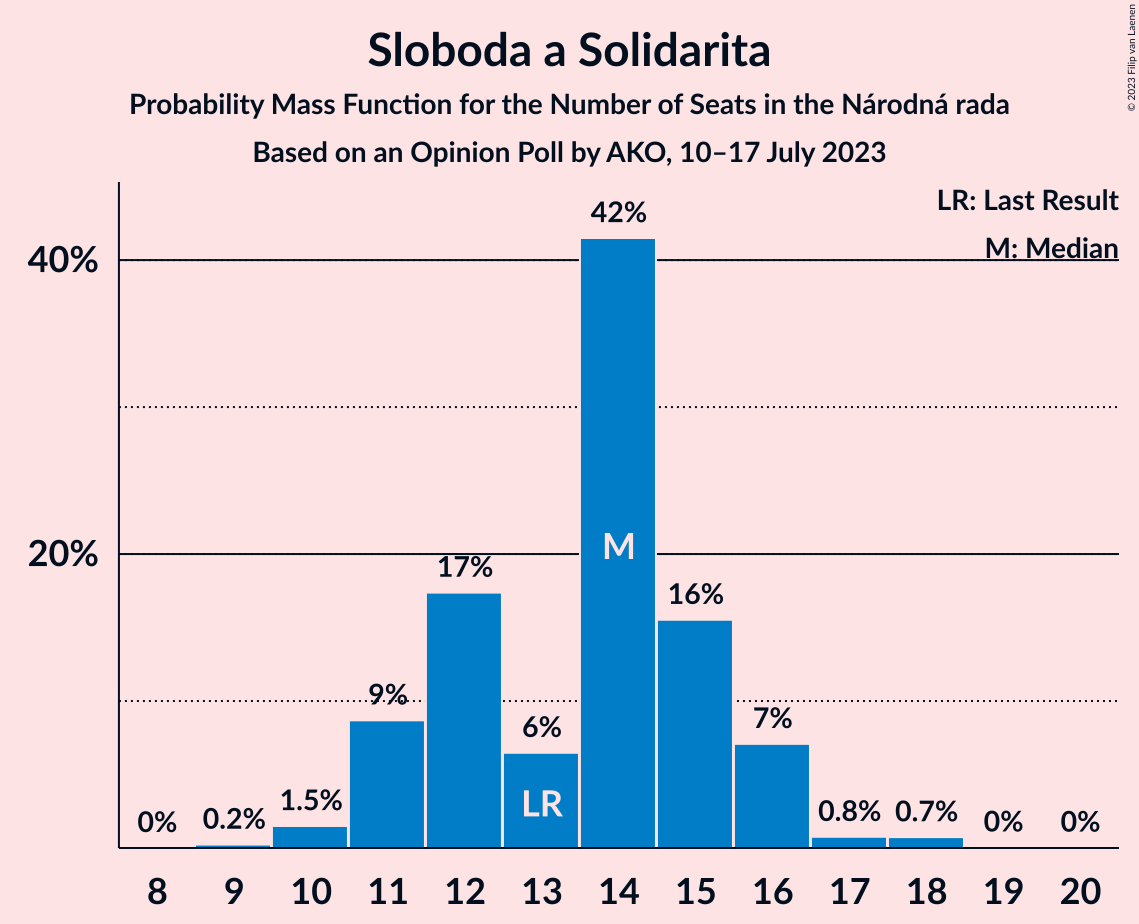 Sloboda a Solidarita
Probability Mass Function for the Number of Seats in the Národná rada
Based on an Opinion Poll by AKO, 10–17 July 2023
© 2023 Filip van Laenen
LR: Last Result
M: Median
40%
20%
0%
0.2%
1.5%
9%
17%
6%
42%
16%
7%
0.8%
0.7%
0%
0%
LR
M
8 9 10 11 12 13 14 15 16 17 18 19 20